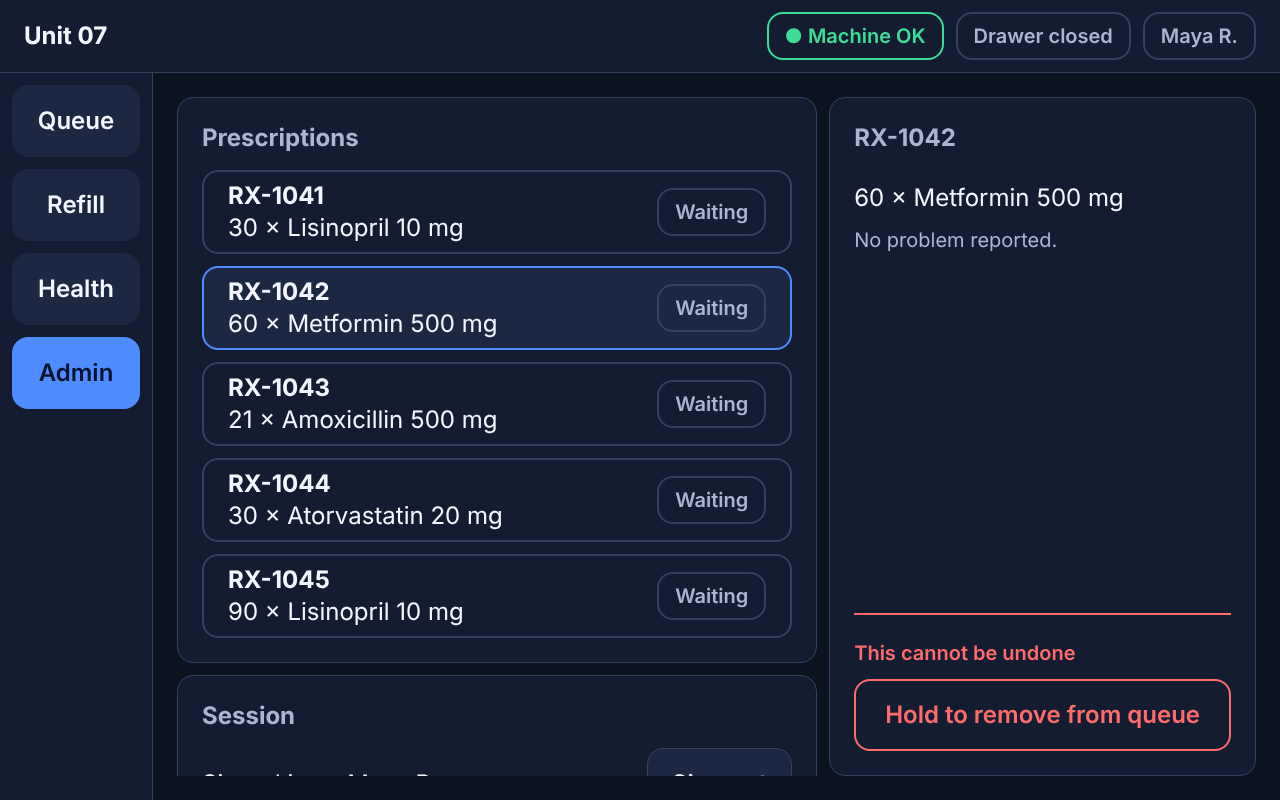 Unit 07
Machine OK
Drawer closed
Maya R.
Queue
Refill
Health
Admin
Prescriptions
RX-1041
30 × Lisinopril 10 mg
Waiting
RX-1042
60 × Metformin 500 mg
Waiting
RX-1043
21 × Amoxicillin 500 mg
Waiting
RX-1044
30 × Atorvastatin 20 mg
Waiting
RX-1045
90 × Lisinopril 10 mg
Waiting
Session
RX-1042
60 × Metformin 500 mg
No problem reported.
This cannot be undone
Hold to remove from queue